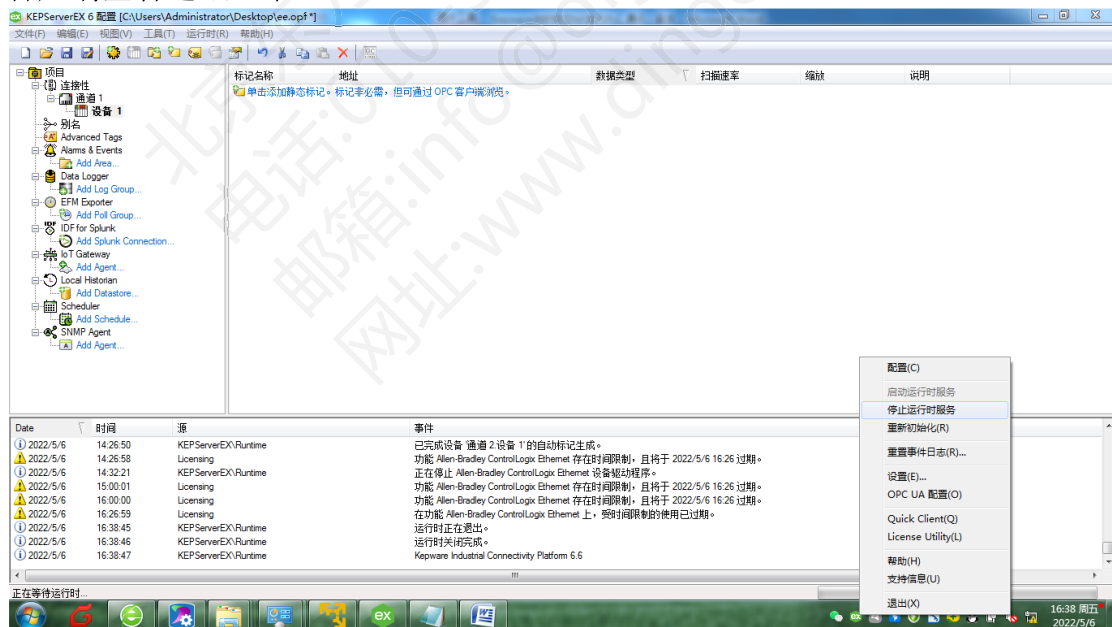 KEPServerEX 6 配置 [C:\Users\Administrator\Desktop\ee.opf *]
文件(F) 编辑(E) 视图(V) 工具(T) 运行时(R) 帮助(H)
项目
连接性
通道 1
设备 1
别名
Advanced Tags
Alarms & Events
Add Area...
Data Logger
Add Log Group...
EFM Exporter
Add Poll Group...
IDF for Splunk
Add Splunk Connection...
IoT Gateway
Add Agent...
Local Historian
Add Datastore...
Scheduler
Add Schedule...
SNMP Agent
Add Agent...
标记名称 地址 数据类型 扫描速率 缩放 说明
单击添加静态标记。标记非必需，但可通过 OPC 客户端浏览。
Date 时间 源 事件
2022/5/6 14:26:50 KEPServerEX\Runtime 已完成设备 '通道 2.设备 1' 的自动标记生成。
2022/5/6 14:26:58 Licensing 功能 Allen-Bradley ControlLogix Ethernet 存在时间限制，且将于 2022/5/6 16:26 过期。
2022/5/6 14:32:21 KEPServerEX\Runtime 正在停止 Allen-Bradley ControlLogix Ethernet 设备驱动程序。
2022/5/6 15:00:01 Licensing 功能 Allen-Bradley ControlLogix Ethernet 存在时间限制，且将于 2022/5/6 16:26 过期。
2022/5/6 16:00:00 Licensing 功能 Allen-Bradley ControlLogix Ethernet 存在时间限制，且将于 2022/5/6 16:26 过期。
2022/5/6 16:26:59 Licensing 在功能 Allen-Bradley ControlLogix Ethernet 上，受时间限制的使用已过期。
2022/5/6 16:38:45 KEPServerEX\Runtime 运行时正在退出。
2022/5/6 16:38:46 KEPServerEX\Runtime 运行时关闭完成。
2022/5/6 16:38:47 KEPServerEX\Runtime Kepware Industrial Connectivity Platform 6.6
配置(C)
启动运行时服务
停止运行时服务
重新初始化(R)
重置事件日志(R)...
设置(E)...
OPC UA 配置(O)
Quick Client(Q)
License Utility(L)
帮助(H)
支持信息(U)
退出(X)
正在等待运行时...
16:38 周五
2022/5/6